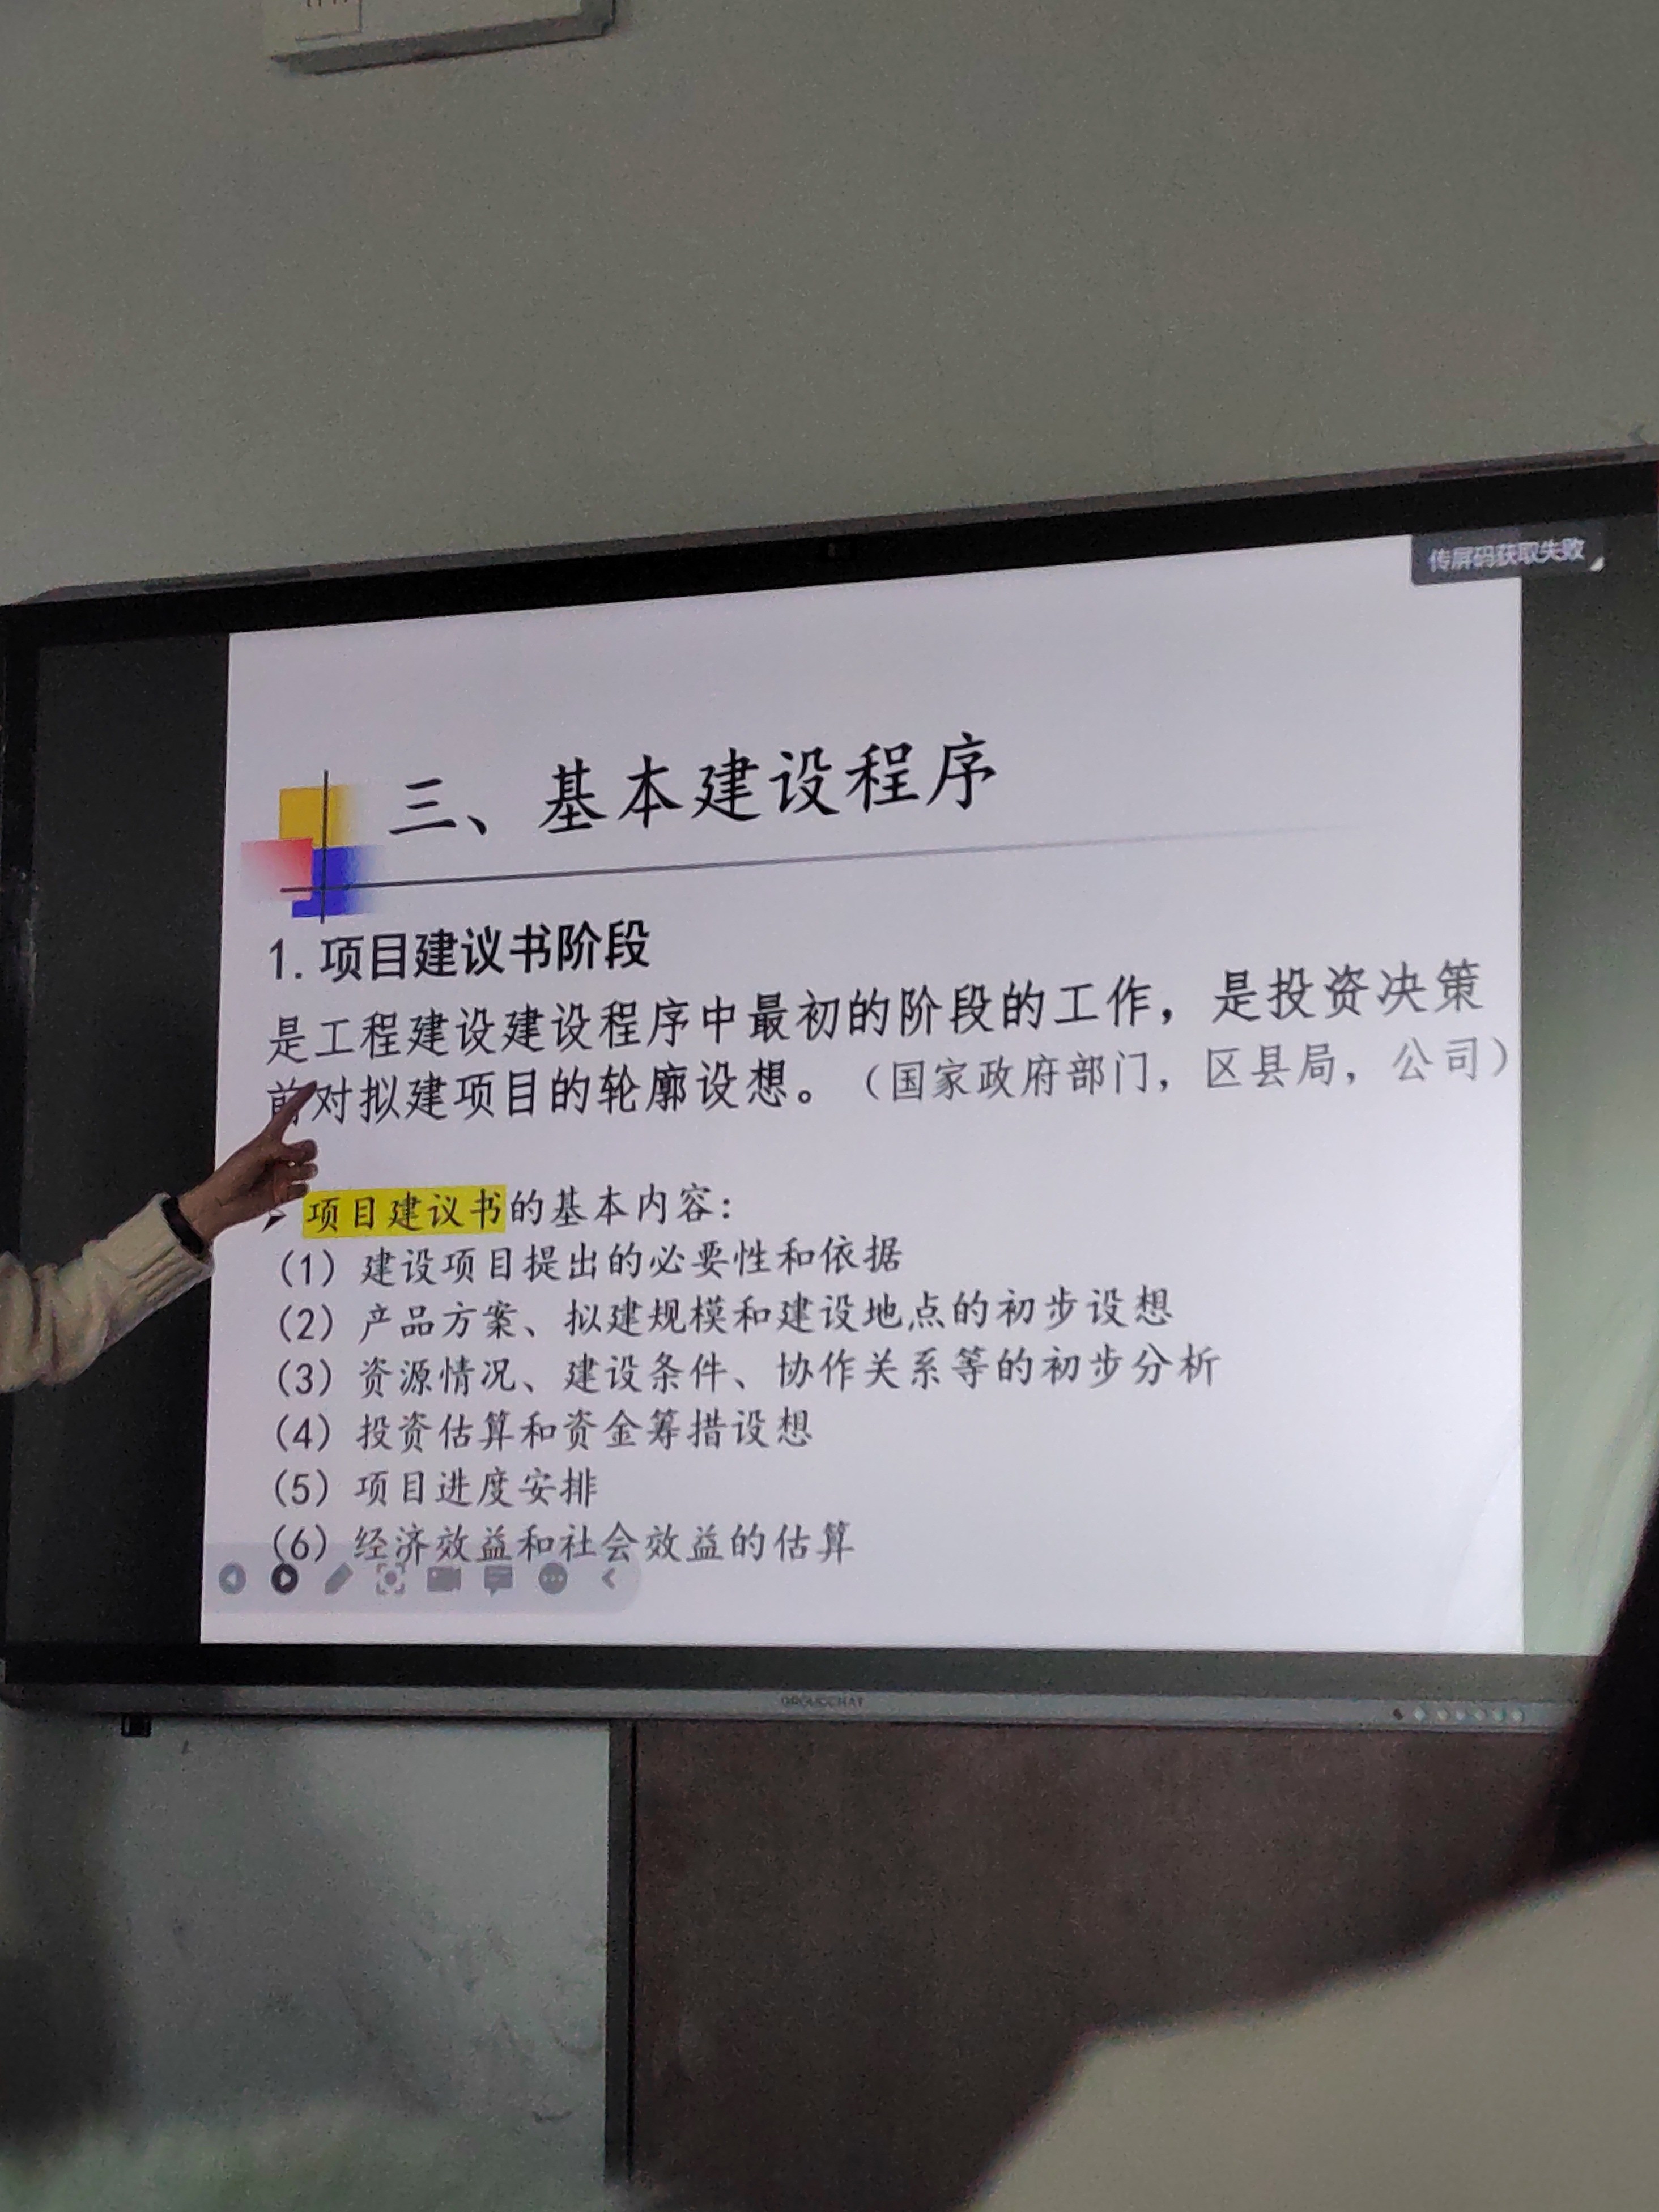 传屏码获取失败
三、基本建设程序
1.项目建议书阶段
是工程建设建设程序中最初的阶段的工作，是投资决策
前对拟建项目的轮廓设想。（国家政府部门，区县局，公司）
➢ 项目建议书的基本内容：
（1）建设项目提出的必要性和依据
（2）产品方案、拟建规模和建设地点的初步设想
（3）资源情况、建设条件、协作关系等的初步分析
（4）投资估算和资金筹措设想
（5）项目进度安排
（6）经济效益和社会效益的估算